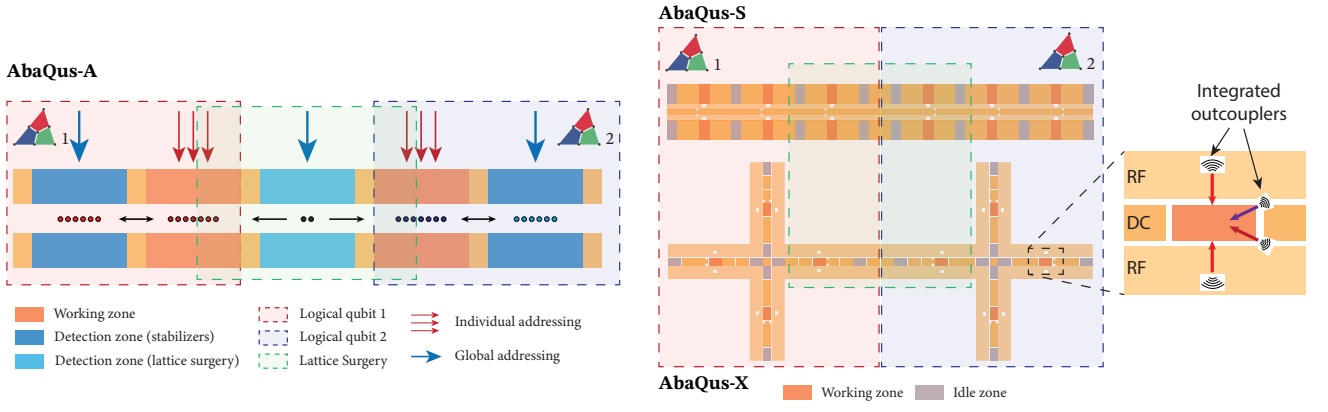 AbaQus-A
1
2
Working zone
Detection zone (stabilizers)
Detection zone (lattice surgery)
Logical qubit 1
Logical qubit 2
Lattice Surgery
Individual addressing
Global addressing
AbaQus-S
1
2
AbaQus-X
Working zone
Idle zone
Integrated
outcouplers
RF
DC
RF